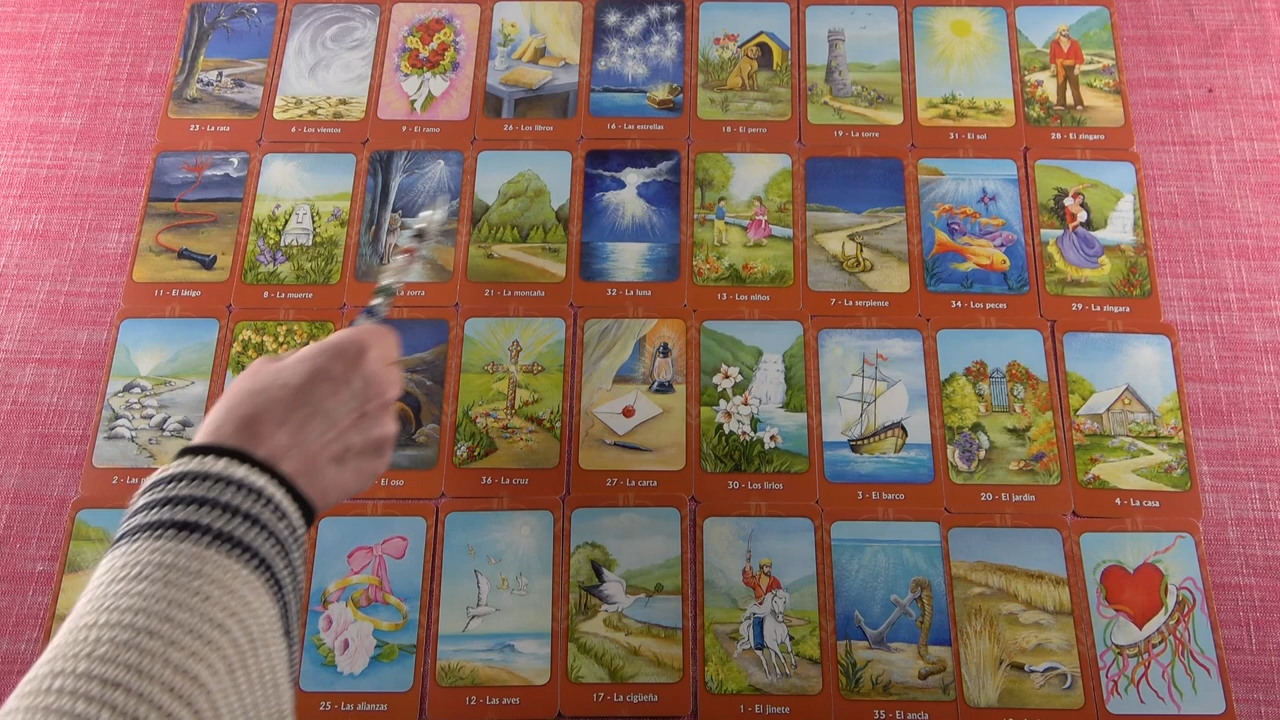 23 - La rata
6 - Los vientos
9 - El ramo
26 - Los libros
16 - Las estrellas
18 - El perro
19 - La torre
31 - El sol
28 - El zíngaro
11 - El látigo
8 - La muerte
La zorra
21 - La montaña
32 - La luna
13 - Los niños
7 - La serpiente
34 - Los peces
29 - La zíngara
2 - Las
El oso
36 - La cruz
27 - La carta
30 - Los lirios
3 - El barco
20 - El jardín
4 - La casa
25 - Las alianzas
12 - Las aves
17 - La cigüeña
1 - El jinete
35 - El ancla